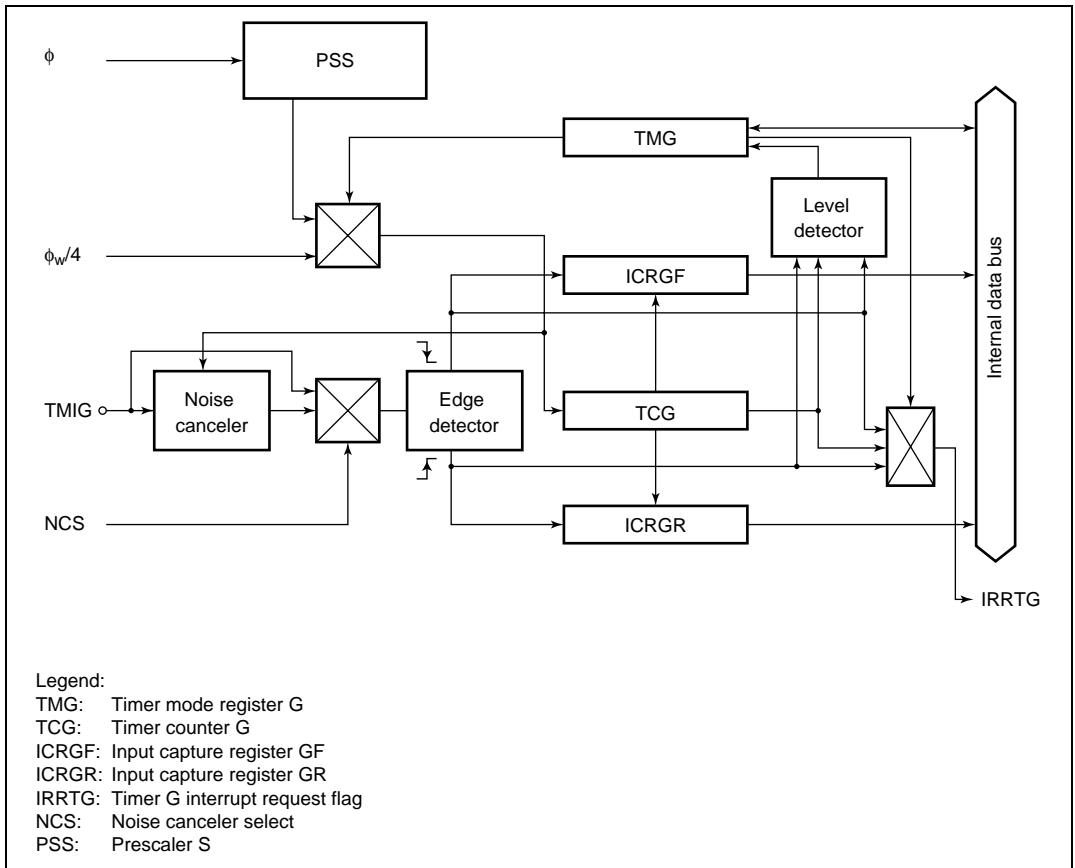 ϕ
PSS
TMG
Level
detector
ϕw/4
ICRGF
Internal data bus
TMIG
Noise
canceler
Edge
detector
TCG
NCS
ICRGR
IRRTG
Legend:
TMG: Timer mode register G
TCG: Timer counter G
ICRGF: Input capture register GF
ICRGR: Input capture register GR
IRRTG: Timer G interrupt request flag
NCS: Noise canceler select
PSS: Prescaler S